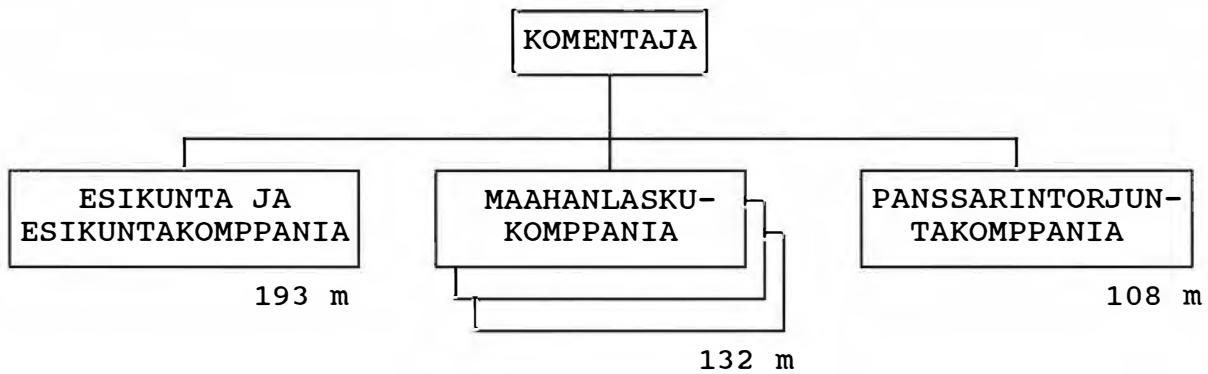 KOMENTAJA
ESIKUNTA JA
ESIKUNTAKOMPPANIA
193 m
MAAHANLASKU-
KOMPPANIA
132 m
PANSSARINTORJUN-
TAKOMPPANIA
108 m